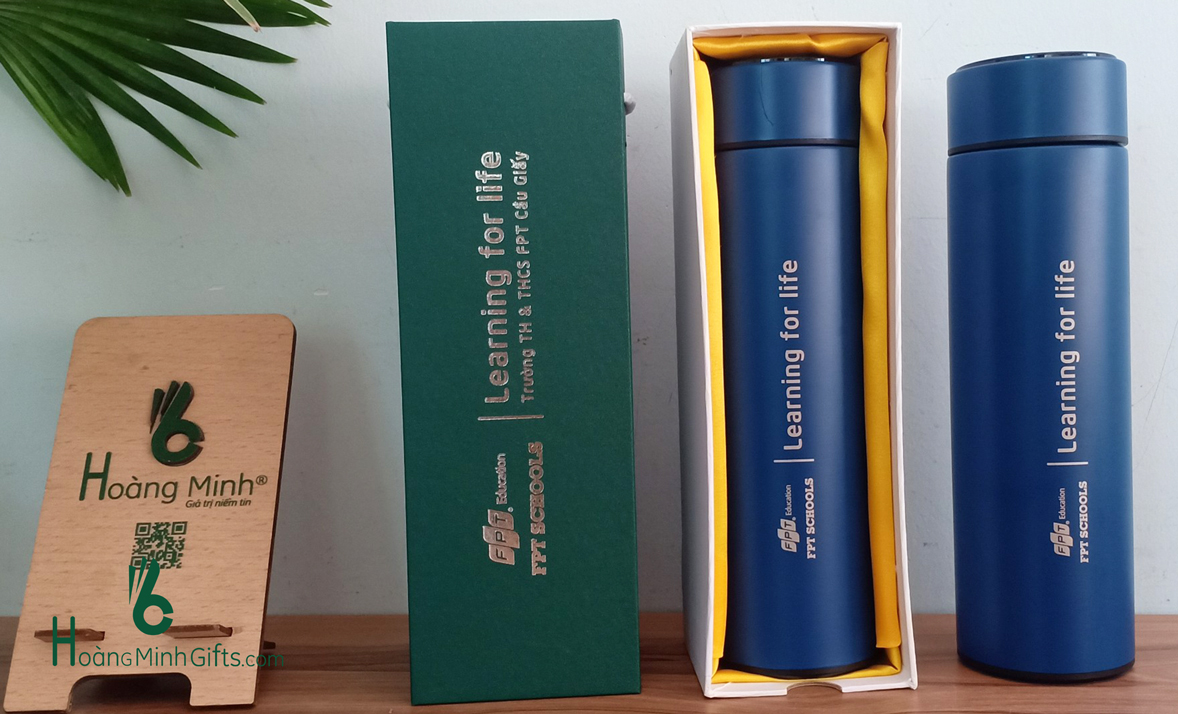 Hoàng Minh®
Giá trị niềm tin
HoàngMinhGifts.com
FPT. Education
FPT SCHOOLS
Learning for life
Trường TH & THCS FPT Cầu Giấy
FPT. Education
FPT SCHOOLS
Learning for life
FPT. Education
FPT SCHOOLS
Learning for life